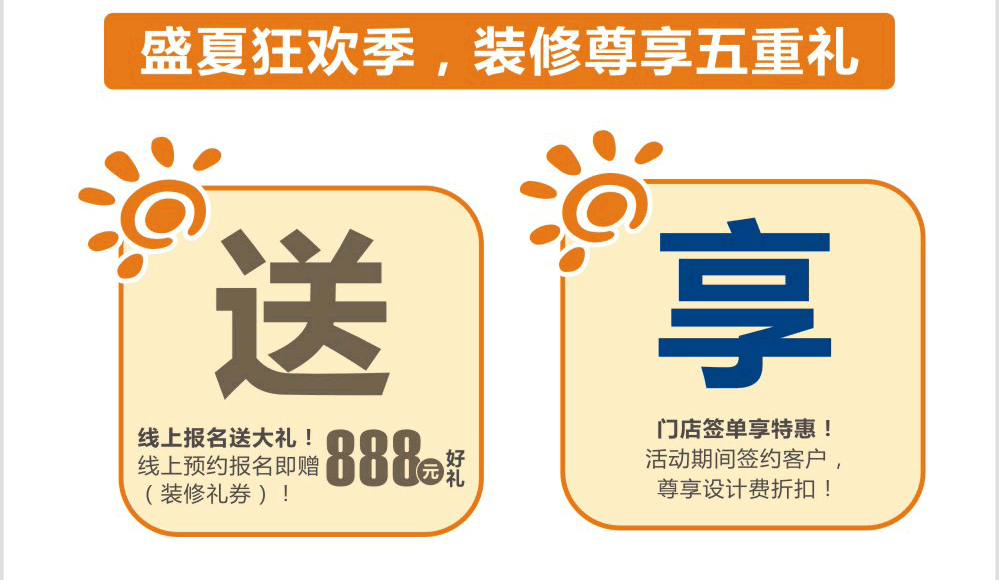 盛夏狂欢季，装修尊享五重礼
送
线上报名送大礼！
线上预约报名即赠
（装修礼券）！
888元好礼
享
门店签单享特惠！
活动期间签约客户，
尊享设计费折扣！